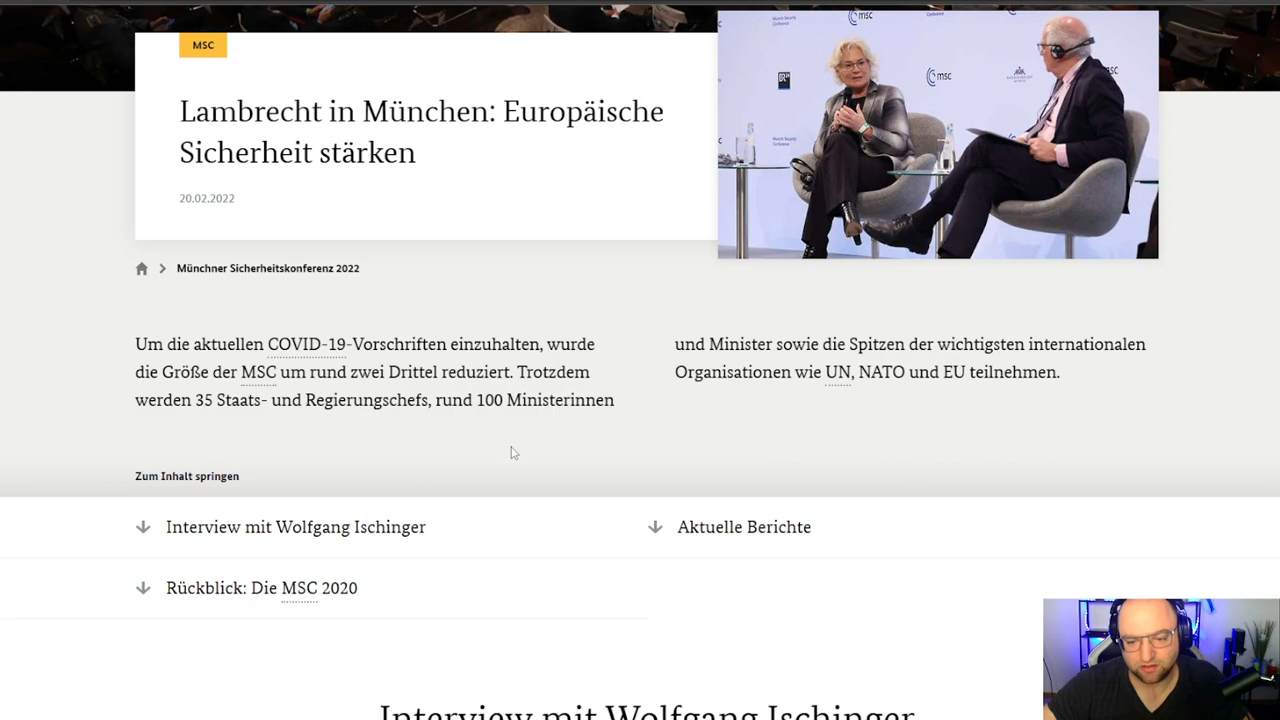 MSC
Lambrecht in München: Europäische
Sicherheit stärken
20.02.2022
msc
msc
msc
Münchner Sicherheitskonferenz 2022
Um die aktuellen COVID-19-Vorschriften einzuhalten, wurde
die Größe der MSC um rund zwei Drittel reduziert. Trotzdem
werden 35 Staats- und Regierungschefs, rund 100 Ministerinnen
und Minister sowie die Spitzen der wichtigsten internationalen
Organisationen wie UN, NATO und EU teilnehmen.
Zum Inhalt springen
Interview mit Wolfgang Ischinger
Aktuelle Berichte
Rückblick: Die MSC 2020
Interview mit Wolfgang Ischinger